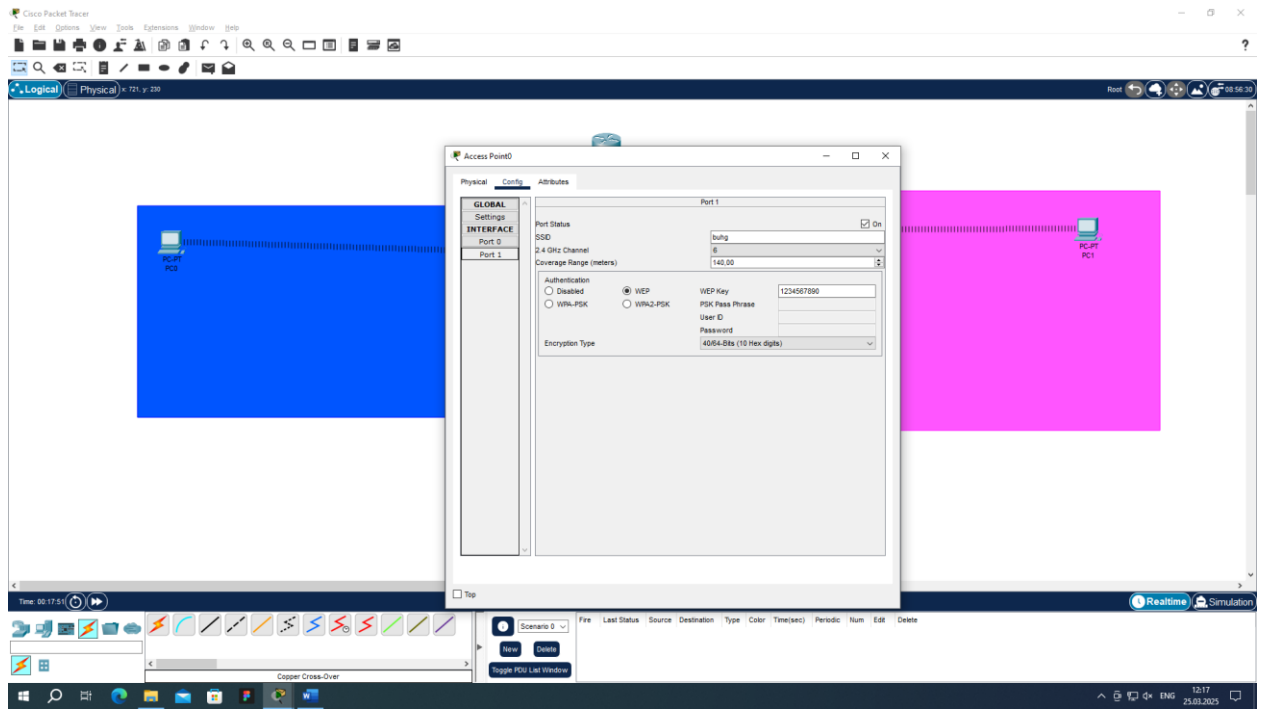 Cisco Packet Tracer
File Edit Options View Tools Extensions Window Help
?
Logical Physical x: 721, y: 230 Root 08:56:30
Access Point0
Physical Config Attributes
GLOBAL
Settings
INTERFACE
Port 0
Port 1
Port 1
Port Status On
SSID buhg
2.4 GHz Channel 6
Coverage Range (meters) 140,00
Authentication
Disabled WEP WEP Key 1234567890
WPA-PSK WPA2-PSK PSK Pass Phrase
User ID
Password
Encryption Type 40/64-Bits (10 Hex digits)
PC-PT
PC0
PC-PT
PC1
Top
Time: 00:17:51 Realtime Simulation
Scenario 0
New Delete
Toggle PDU List Window
Fire Last Status Source Destination Type Color Time(sec) Periodic Num Edit Delete
Copper Cross-Over
ENG 12:17
25.03.2025